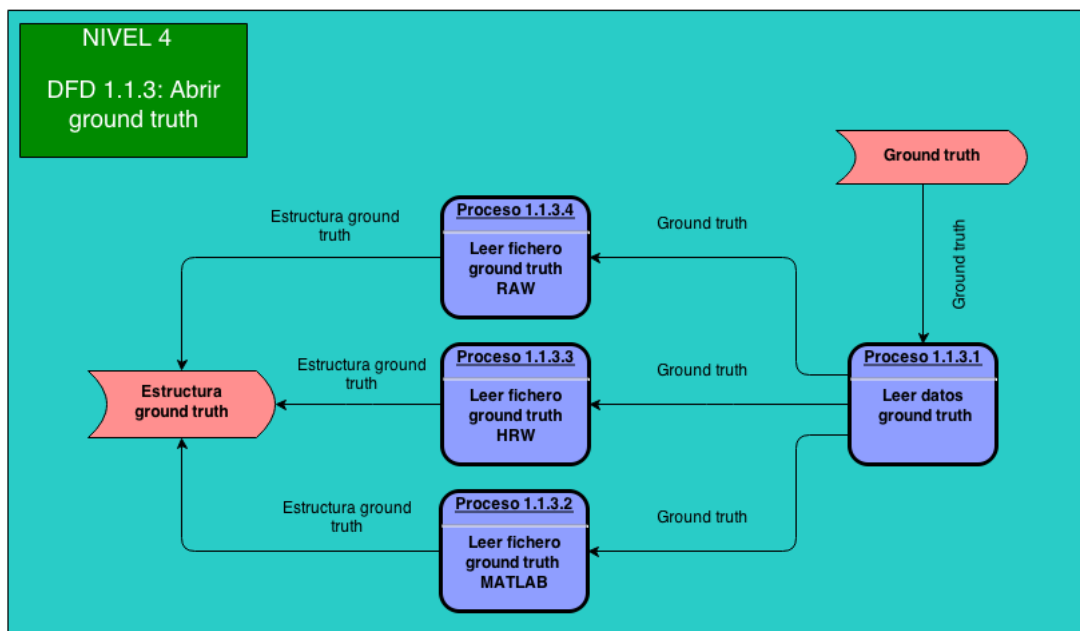 NIVEL 4
DFD 1.1.3: Abrir
ground truth
Ground truth
Ground truth
Proceso 1.1.3.1
Leer datos
ground truth
Ground truth
Proceso 1.1.3.4
Leer fichero
ground truth
RAW
Estructura ground
truth
Ground truth
Proceso 1.1.3.3
Leer fichero
ground truth
HRW
Estructura ground
truth
Ground truth
Proceso 1.1.3.2
Leer fichero
ground truth
MATLAB
Estructura ground
truth
Estructura
ground truth